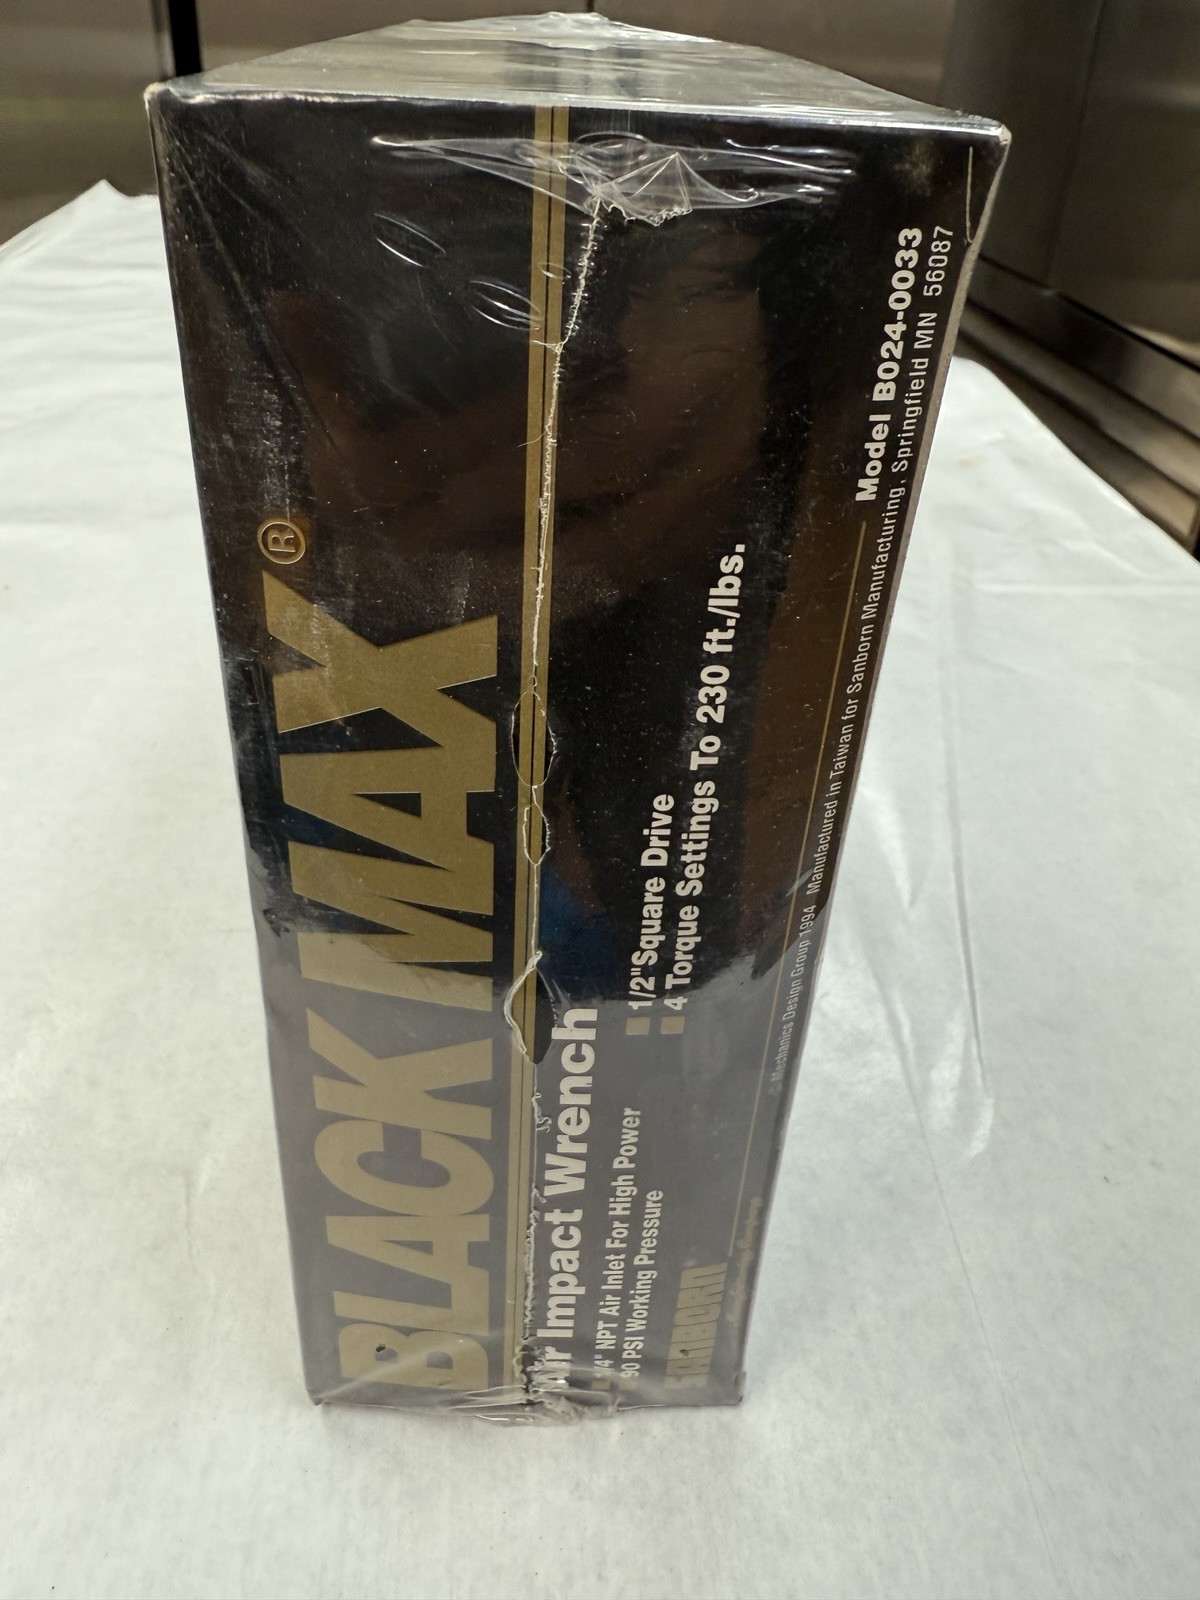 BLACK MAX®
Air Impact Wrench
1/4" NPT Air Inlet For High Power
90 PSI Working Pressure
1/2" Square Drive
4 Torque Settings To 230 ft./lbs.
SANBORN
Model B024-0033
© Mechanics Design Group 1994 Manufactured in Taiwan for Sanborn Manufacturing, Springfield MN 56087